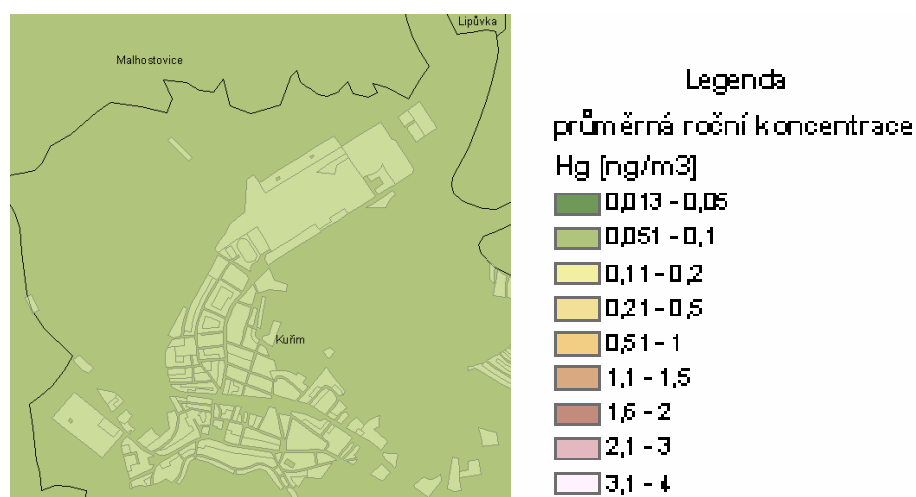 Lipůvka
Malhostovice
Kuřim
Legenda
průměrná roční koncentrace
Hg [ng/m3]
0,013 - 0,05
0,051 - 0,1
0,11 - 0,2
0,21 - 0,5
0,51 - 1
1,1 - 1,5
1,6 - 2
2,1 - 3
3,1 - 4